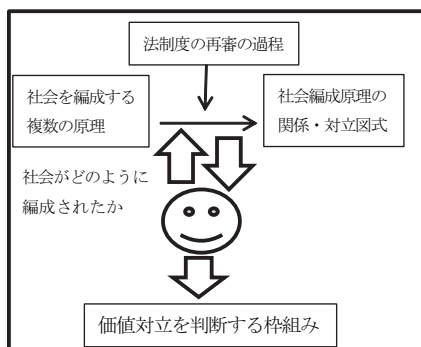 法制度の再審の過程
社会を編成する
複数の原理
社会編成原理の
関係・対立図式
社会がどのように
編成されたか
価値対立を判断する枠組み